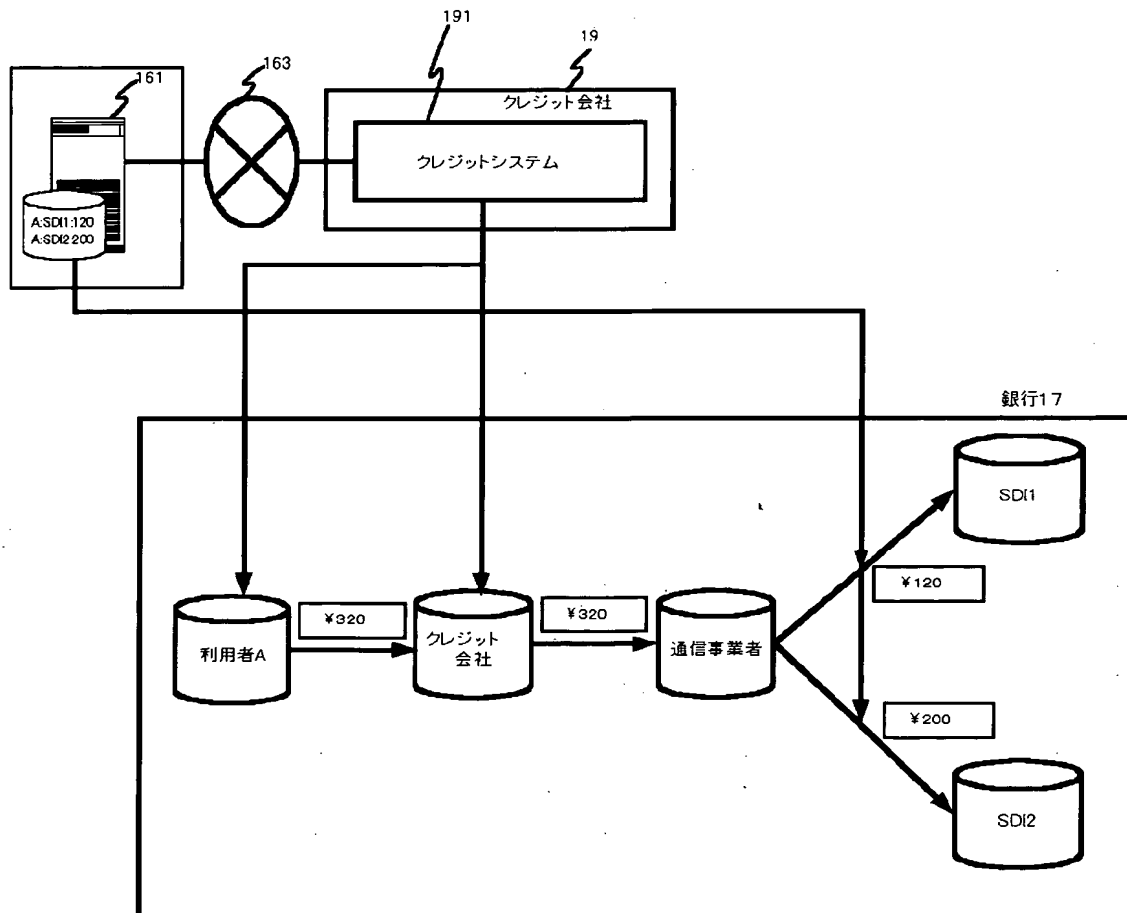 191
19
163
161
クレジット会社
クレジットシステム
A:SDI1:120
A:SDI2:200
銀行17
SDI1
¥120
¥320
¥320
利用者A
クレジット
会社
通信事業者
¥200
SDI2